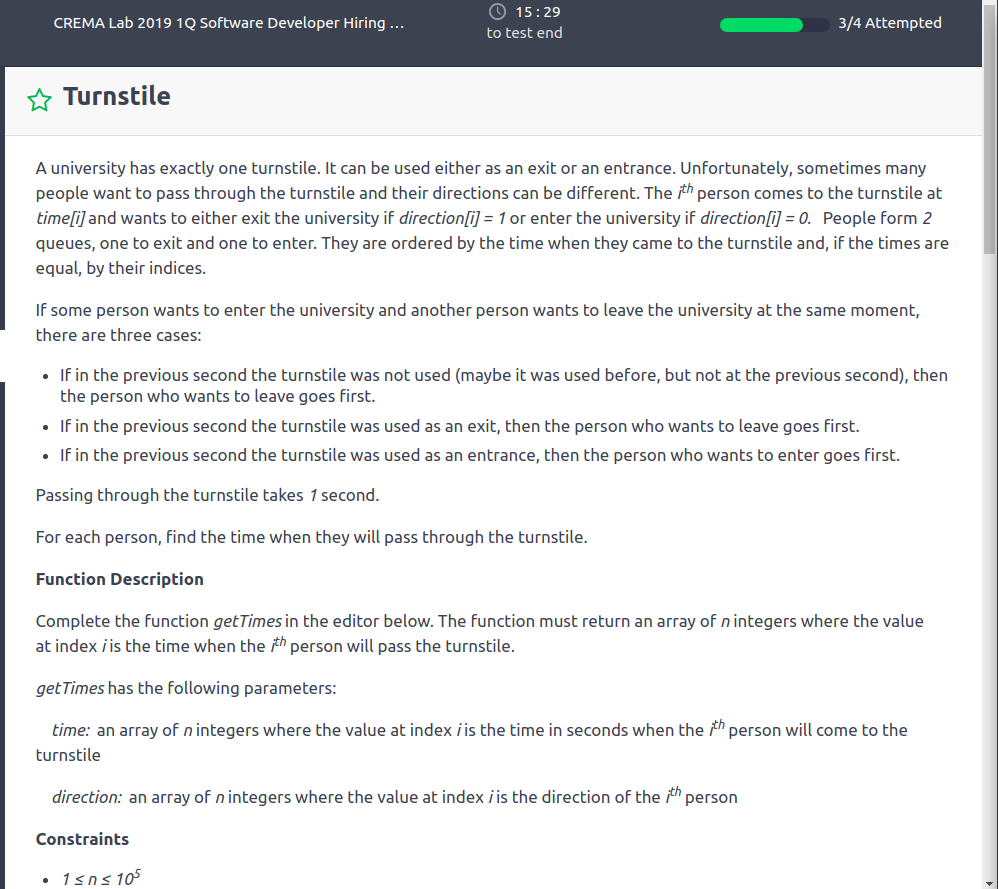 CREMA Lab 2019 1Q Software Developer Hiring ...
15 : 29
to test end
3/4 Attempted
Turnstile
A university has exactly one turnstile. It can be used either as an exit or an entrance. Unfortunately, sometimes many
people want to pass through the turnstile and their directions can be different. The ith person comes to the turnstile at
time[i] and wants to either exit the university if direction[i] = 1 or enter the university if direction[i] = 0. People form 2
queues, one to exit and one to enter. They are ordered by the time when they came to the turnstile and, if the times are
equal, by their indices.
If some person wants to enter the university and another person wants to leave the university at the same moment,
there are three cases:
• If in the previous second the turnstile was not used (maybe it was used before, but not at the previous second), then
the person who wants to leave goes first.
• If in the previous second the turnstile was used as an exit, then the person who wants to leave goes first.
• If in the previous second the turnstile was used as an entrance, then the person who wants to enter goes first.
Passing through the turnstile takes 1 second.
For each person, find the time when they will pass through the turnstile.
Function Description
Complete the function getTimes in the editor below. The function must return an array of n integers where the value
at index i is the time when the ith person will pass the turnstile.
getTimes has the following parameters:
time: an array of n integers where the value at index i is the time in seconds when the ith person will come to the
turnstile
direction: an array of n integers where the value at index i is the direction of the ith person
Constraints
• 1 ≤ n ≤ 10⁵